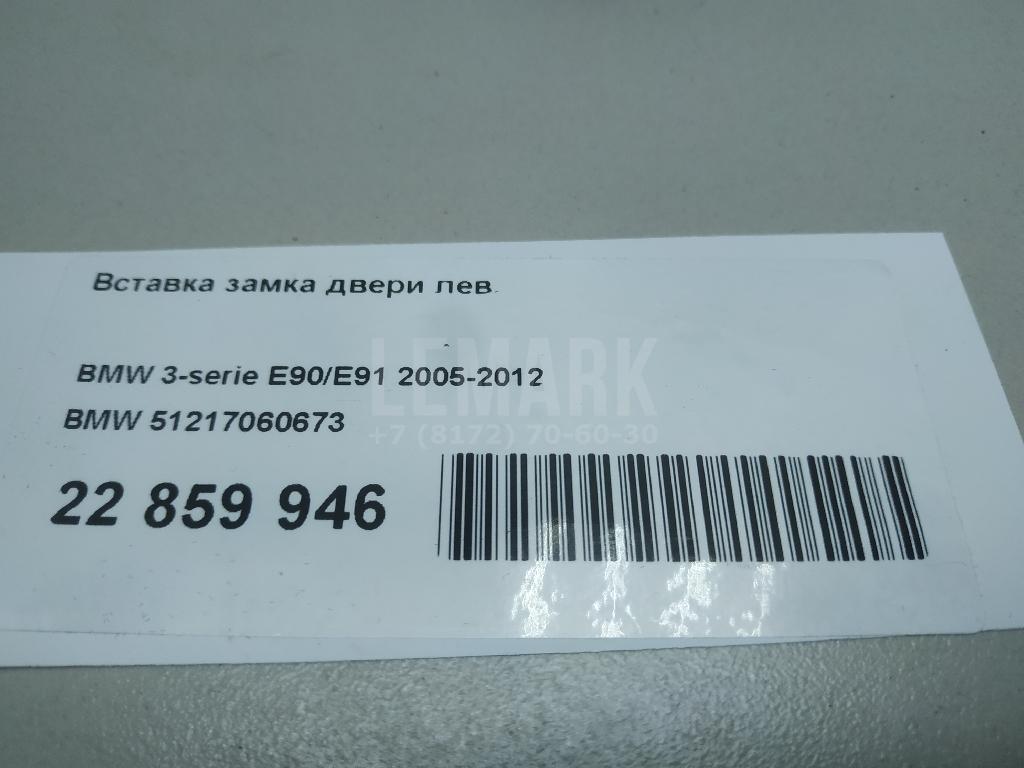 Вставка замка двери лев.
BMW 3-serie E90/E91 2005-2012
BMW 51217060673
22 859 946
LEMARK
+7 (8172) 70-60-30